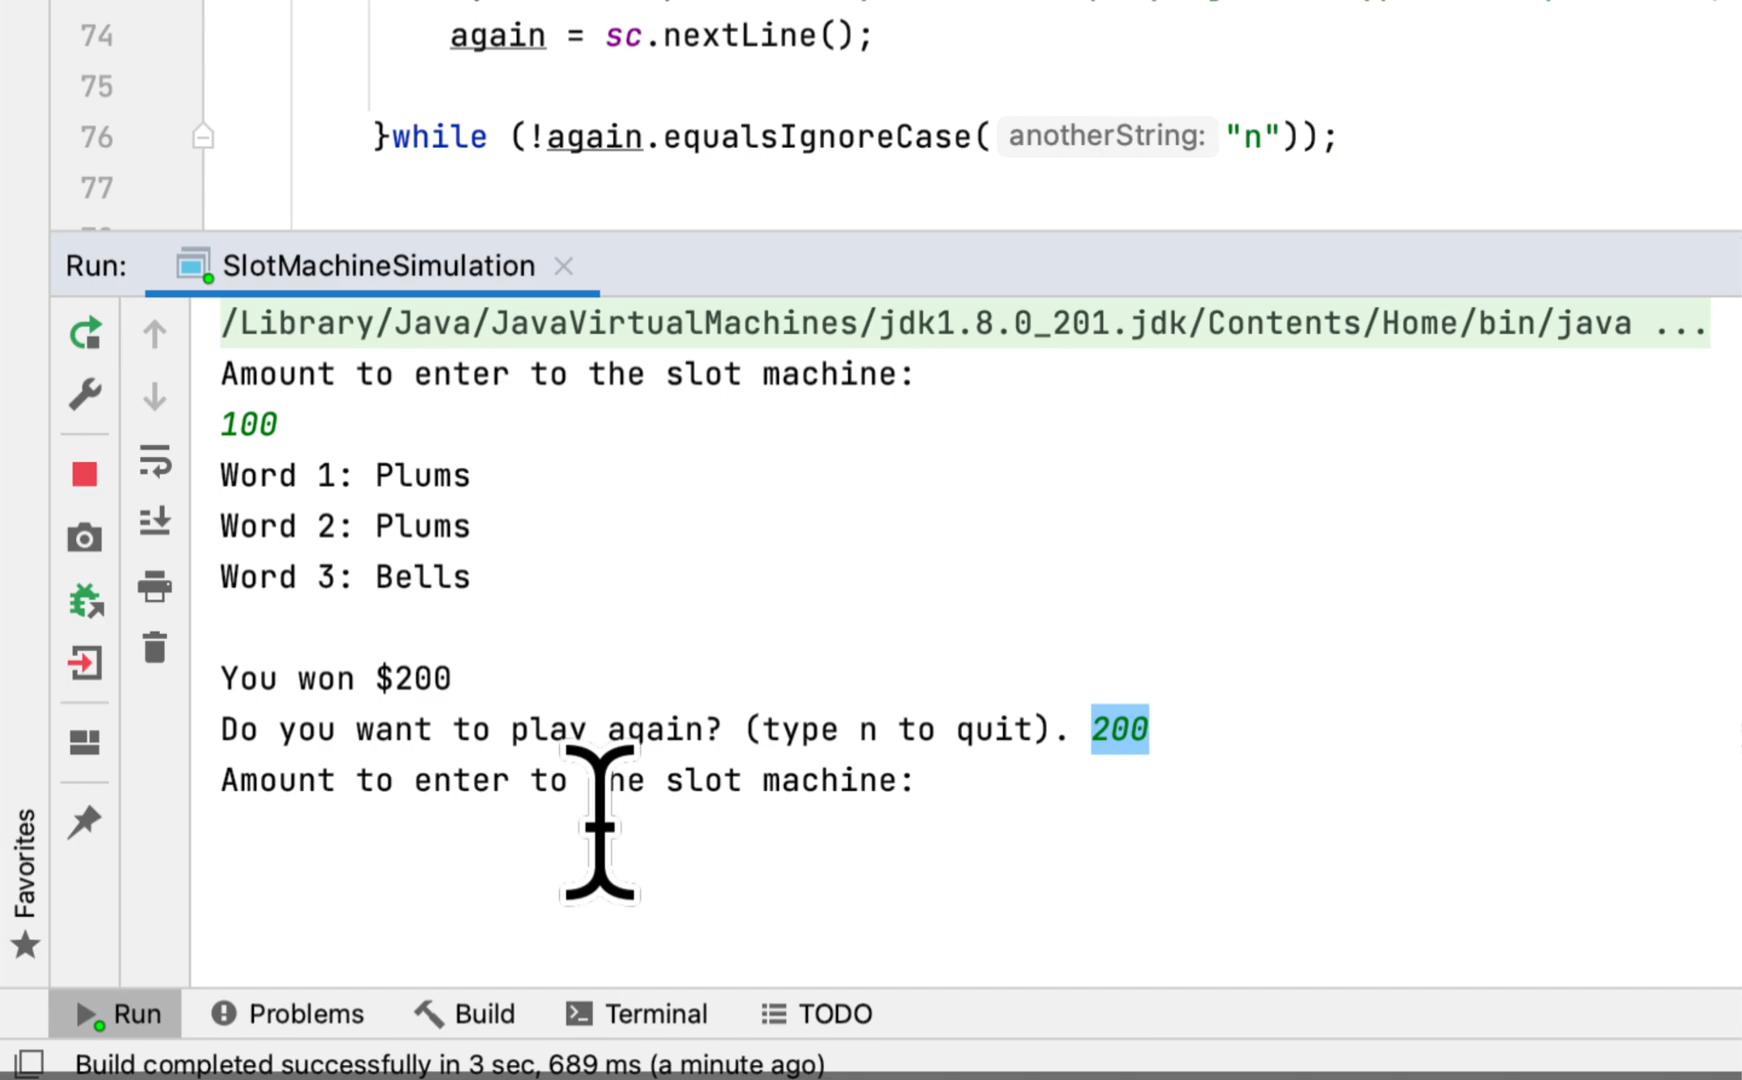 74 again = sc.nextLine();
75
76 }while (!again.equalsIgnoreCase( anotherString: "n"));
77
Run: SlotMachineSimulation
/Library/Java/JavaVirtualMachines/jdk1.8.0_201.jdk/Contents/Home/bin/java ...
Amount to enter to the slot machine:
100
Word 1: Plums
Word 2: Plums
Word 3: Bells
You won $200
Do you want to play again? (type n to quit). 200
Amount to enter to the slot machine:
Favorites
Run Problems Build Terminal TODO
Build completed successfully in 3 sec, 689 ms (a minute ago)